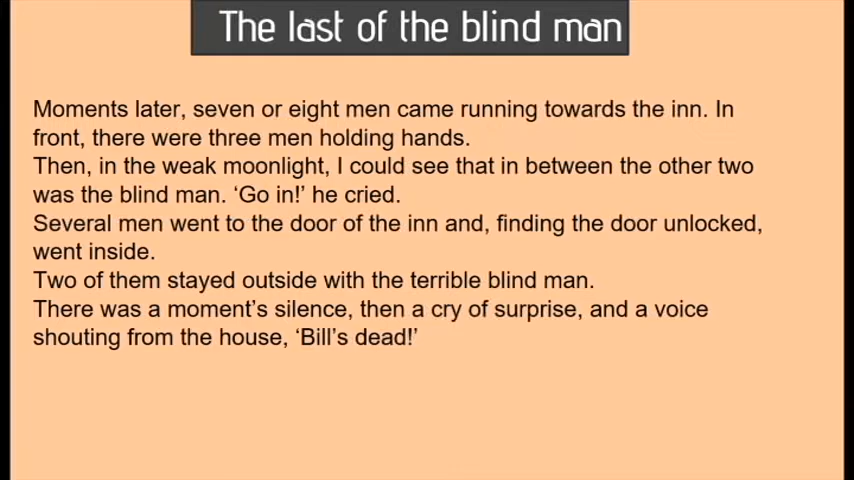 The last of the blind man
Moments later, seven or eight men came running towards the inn. In
front, there were three men holding hands.
Then, in the weak moonlight, I could see that in between the other two
was the blind man. ‘Go in!’ he cried.
Several men went to the door of the inn and, finding the door unlocked,
went inside.
Two of them stayed outside with the terrible blind man.
There was a moment’s silence, then a cry of surprise, and a voice
shouting from the house, ‘Bill’s dead!’